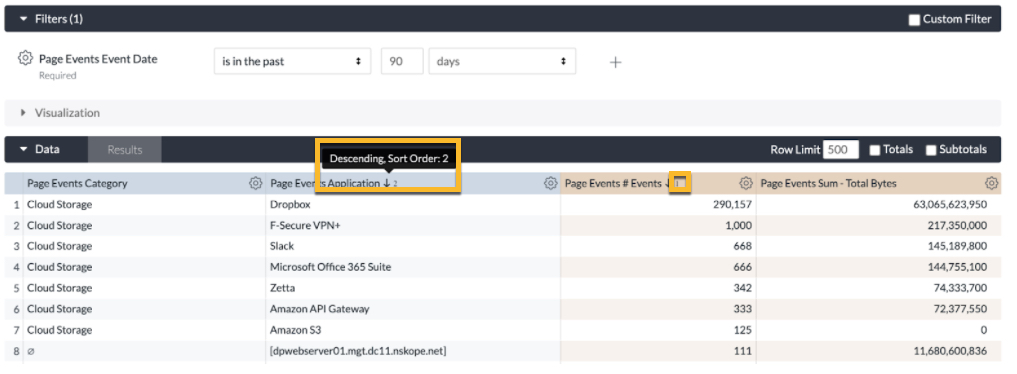 Filters (1)
Custom Filter
Page Events Event Date
Required
is in the past
90
days
Visualization
Data
Results
Row Limit 500
Totals
Subtotals
Descending, Sort Order: 2
Page Events Category
Page Events Application ↓ 2
Page Events # Events ↓
Page Events Sum - Total Bytes
1 Cloud Storage Dropbox 290,157 63,065,623,950
2 Cloud Storage F-Secure VPN+ 1,000 217,350,000
3 Cloud Storage Slack 668 145,189,800
4 Cloud Storage Microsoft Office 365 Suite 666 144,755,100
5 Cloud Storage Zetta 342 74,333,700
6 Cloud Storage Amazon API Gateway 333 72,377,550
7 Cloud Storage Amazon S3 125 0
8 ∅ [dpwebserver01.mgt.dc11.nskope.net] 111 11,680,600,836